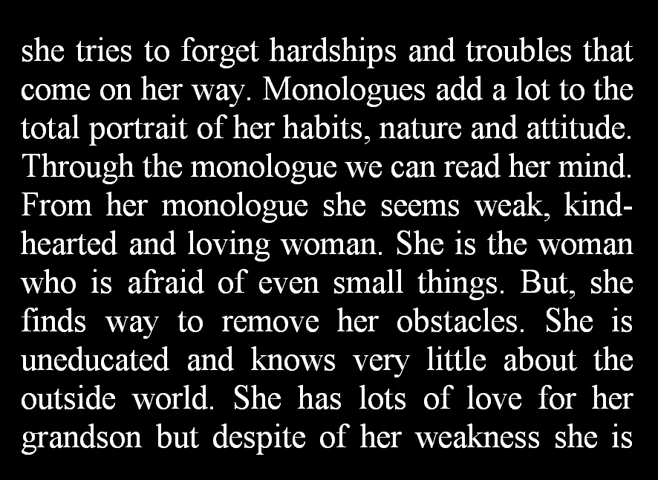 she tries to forget hardships and troubles that
come on her way. Monologues add a lot to the
total portrait of her habits, nature and attitude.
Through the monologue we can read her mind.
From her monologue she seems weak, kind-
hearted and loving woman. She is the woman
who is afraid of even small things. But, she
finds way to remove her obstacles. She is
uneducated and knows very little about the
outside world. She has lots of love for her
grandson but despite of her weakness she is